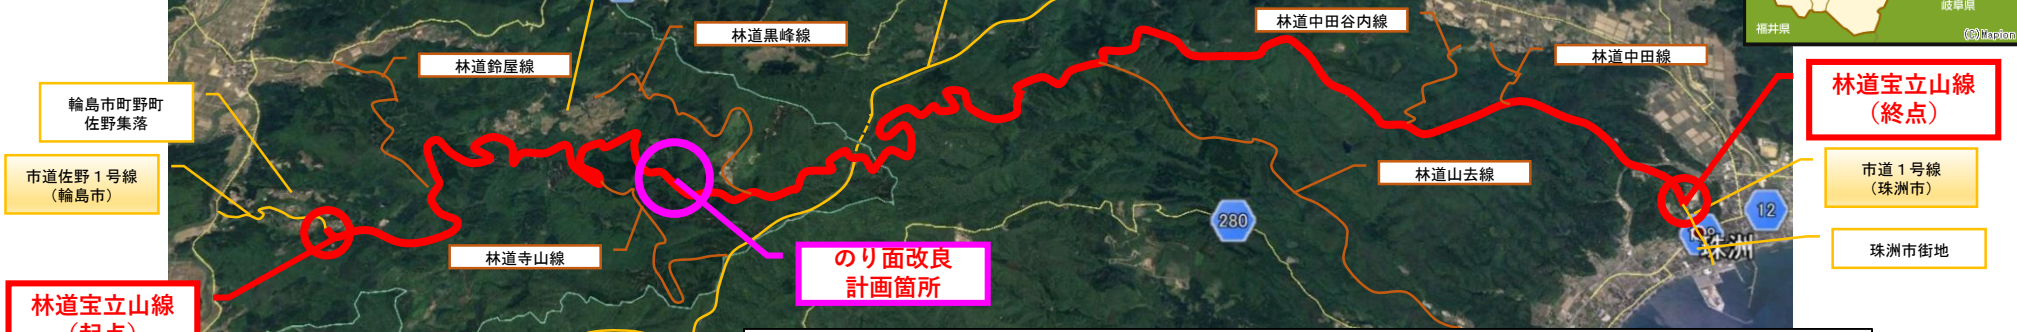 岐阜県
福井県
(C)Mapion
林道中田谷内線
林道黒峰線
林道鈴屋線
林道中田線
林道宝立山線
（終点）
輪島市町野町
佐野集落
市道佐野１号線
（輪島市）
林道山去線
市道１号線
（珠洲市）
280
12
珠洲
珠洲市街地
林道寺山線
のり面改良
計画箇所
林道宝立山線
（起点）